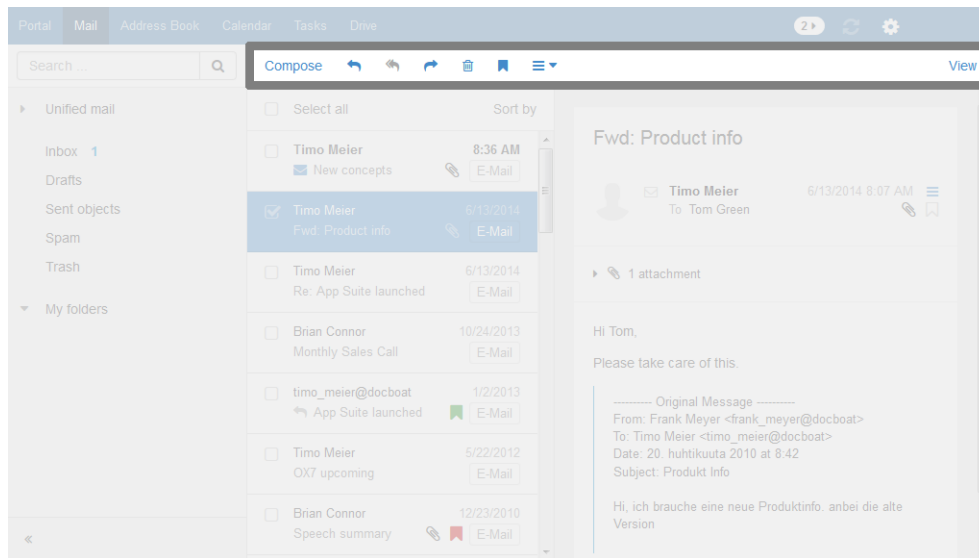 Portal Mail Address Book Calendar Tasks Drive 2
Search ...
Compose View
Unified mail
Inbox 1
Drafts
Sent objects
Spam
Trash
My folders
Select all Sort by
Timo Meier 8:36 AM
New concepts E-Mail
Timo Meier 6/13/2014
Fwd: Product info E-Mail
Timo Meier 6/13/2014
Re: App Suite launched E-Mail
Brian Connor 10/24/2013
Monthly Sales Call E-Mail
timo_meier@docboat 1/2/2013
App Suite launched E-Mail
Timo Meier 5/22/2012
OX7 upcoming E-Mail
Brian Connor 12/23/2010
Speech summary E-Mail
Fwd: Product info
Timo Meier 6/13/2014 8:07 AM
To Tom Green
1 attachment
Hi Tom,
Please take care of this.
---------- Original Message ----------
From: Frank Meyer <frank_meyer@docboat>
To: Timo Meier <timo_meier@docboat>
Date: 20. huhtikuuta 2010 at 8:42
Subject: Produkt Info
Hi, ich brauche eine neue Produktinfo. anbei die alte
Version